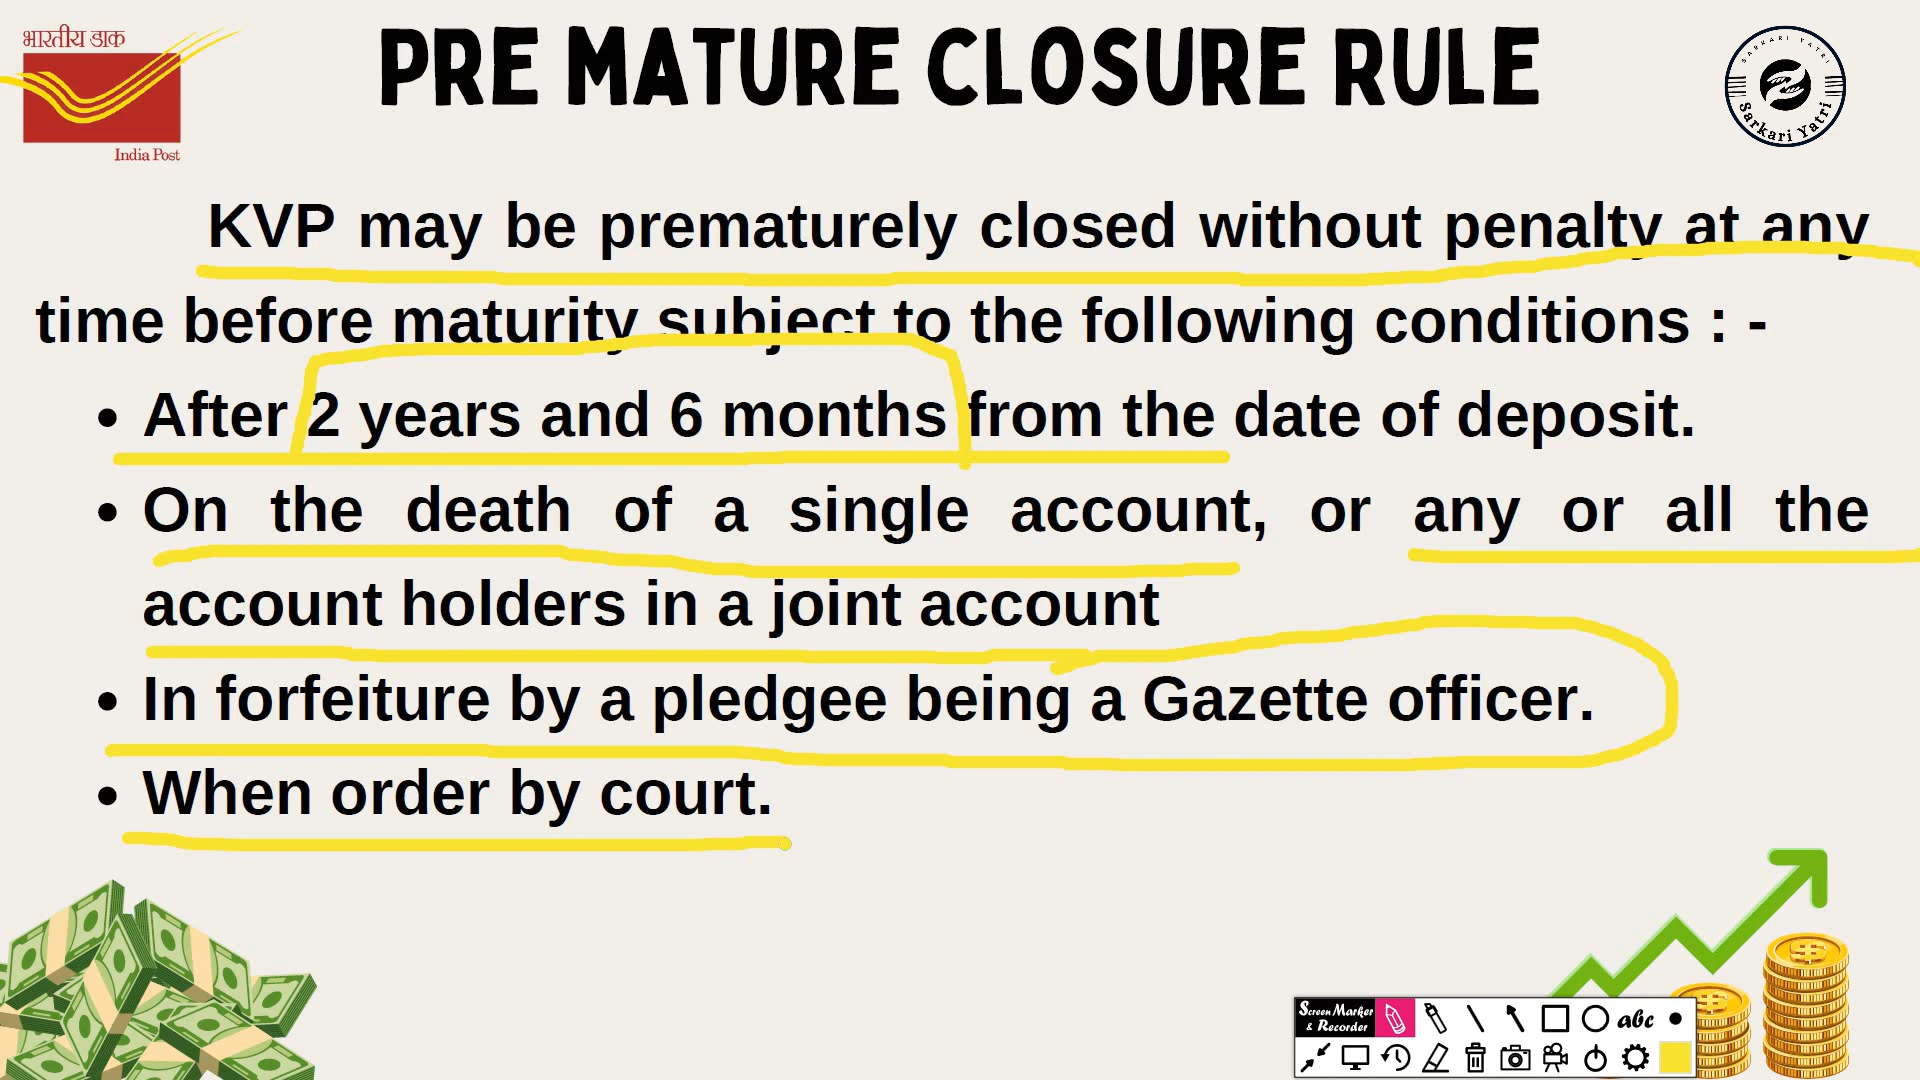 भारतीय डाक
India Post
PRE MATURE CLOSURE RULE
SARKARI YATRI
Sarkari Yatri
KVP may be prematurely closed without penalty at any
time before maturity subject to the following conditions : -
• After 2 years and 6 months from the date of deposit.
• On the death of a single account, or any or all the
account holders in a joint account
• In forfeiture by a pledgee being a Gazette officer.
• When order by court.
Screen Marker
& Recorder
abc